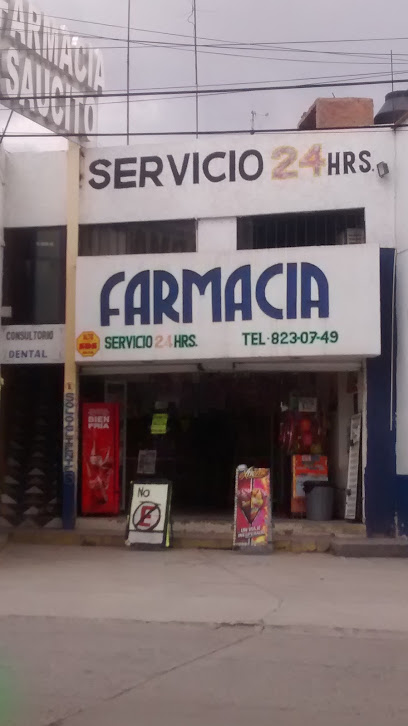 FARMACIA
SAUCITO
SERVICIO 24 HRS.
FARMACIA
SERVICIO 24 HRS.
TEL. 823-07-49
CONSULTORIO
DENTAL
BIEN
FRIA
No
E